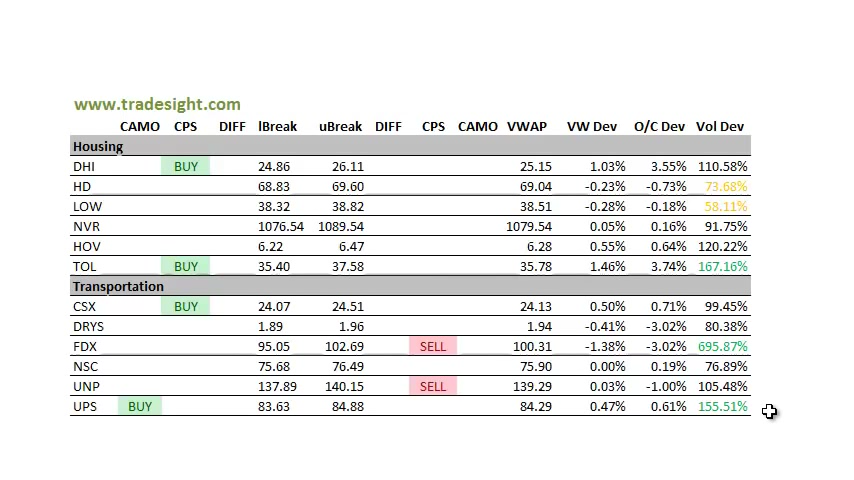 www.tradesight.com
CAMO CPS DIFF lBreak uBreak DIFF CPS CAMO VWAP VW Dev O/C Dev Vol Dev
Housing
DHI BUY 24.86 26.11 25.15 1.03% 3.55% 110.58%
HD 68.83 69.60 69.04 -0.23% -0.73% 73.68%
LOW 38.32 38.82 38.51 -0.28% -0.18% 58.11%
NVR 1076.54 1089.54 1079.54 0.05% 0.16% 91.75%
HOV 6.22 6.47 6.28 0.55% 0.64% 120.22%
TOL BUY 35.40 37.58 35.78 1.46% 3.74% 167.16%
Transportation
CSX BUY 24.07 24.51 24.13 0.50% 0.71% 99.45%
DRYS 1.89 1.96 1.94 -0.41% -3.02% 80.38%
FDX 95.05 102.69 SELL 100.31 -1.38% -3.02% 695.87%
NSC 75.68 76.49 75.90 0.00% 0.19% 76.89%
UNP 137.89 140.15 SELL 139.29 0.03% -1.00% 105.48%
UPS BUY 83.63 84.88 84.29 0.47% 0.61% 155.51%